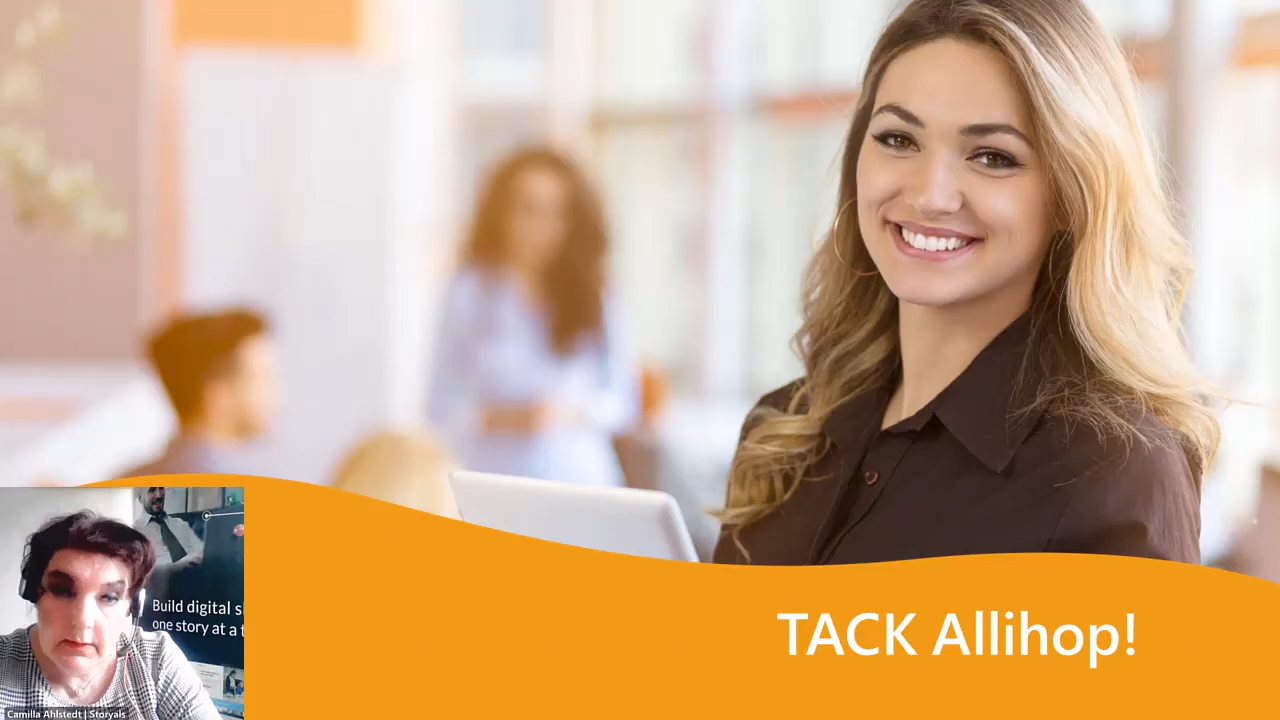 TACK Allihop!
Build digital s
one story at a t
Camilla Ahlstedt | Storyals